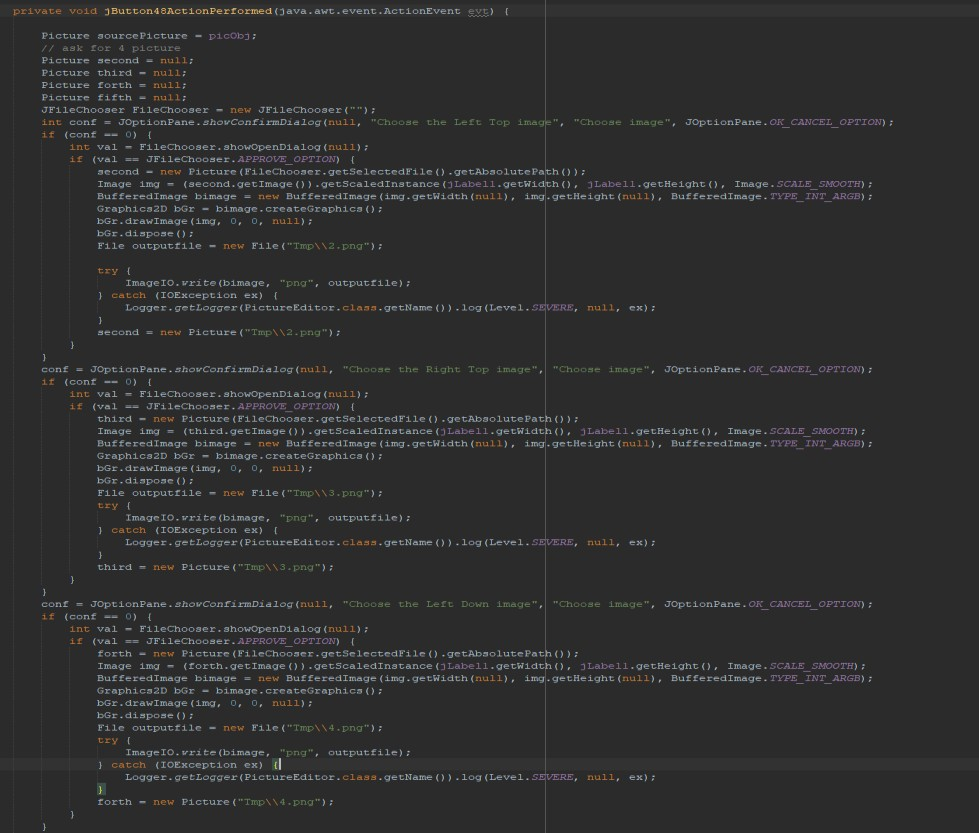 private void jButton48ActionPerformed(java.awt.event.ActionEvent evt) {
Picture sourcePicture = picObj;
// ask for 4 picture
Picture second = null;
Picture third = null;
Picture forth = null;
Picture fifth = null;
JFileChooser FileChooser = new JFileChooser("");
int conf = JOptionPane.showConfirmDialog(null, "Choose the Left Top image", "Choose image", JOptionPane.OK_CANCEL_OPTION);
if (conf == 0) {
int val = FileChooser.showOpenDialog(null);
if (val == JFileChooser.APPROVE_OPTION) {
second = new Picture(FileChooser.getSelectedFile().getAbsolutePath());
Image img = (second.getImage()).getScaledInstance(jLabel1.getWidth(), jLabel1.getHeight(), Image.SCALE_SMOOTH);
BufferedImage bimage = new BufferedImage(img.getWidth(null), img.getHeight(null), BufferedImage.TYPE_INT_ARGB);
Graphics2D bGr = bimage.createGraphics();
bGr.drawImage(img, 0, 0, null);
bGr.dispose();
File outputfile = new File("Tmp\\2.png");
try {
ImageIO.write(bimage, "png", outputfile);
} catch (IOException ex) {
Logger.getLogger(PictureEditor.class.getName()).log(Level.SEVERE, null, ex);
}
second = new Picture("Tmp\\2.png");
}
}
conf = JOptionPane.showConfirmDialog(null, "Choose the Right Top image", "Choose image", JOptionPane.OK_CANCEL_OPTION);
if (conf == 0) {
int val = FileChooser.showOpenDialog(null);
if (val == JFileChooser.APPROVE_OPTION) {
third = new Picture(FileChooser.getSelectedFile().getAbsolutePath());
Image img = (third.getImage()).getScaledInstance(jLabel1.getWidth(), jLabel1.getHeight(), Image.SCALE_SMOOTH);
BufferedImage bimage = new BufferedImage(img.getWidth(null), img.getHeight(null), BufferedImage.TYPE_INT_ARGB);
Graphics2D bGr = bimage.createGraphics();
bGr.drawImage(img, 0, 0, null);
bGr.dispose();
File outputfile = new File("Tmp\\3.png");
try {
ImageIO.write(bimage, "png", outputfile);
} catch (IOException ex) {
Logger.getLogger(PictureEditor.class.getName()).log(Level.SEVERE, null, ex);
}
third = new Picture("Tmp\\3.png");
}
}
conf = JOptionPane.showConfirmDialog(null, "Choose the Left Down image", "Choose image", JOptionPane.OK_CANCEL_OPTION);
if (conf == 0) {
int val = FileChooser.showOpenDialog(null);
if (val == JFileChooser.APPROVE_OPTION) {
forth = new Picture(FileChooser.getSelectedFile().getAbsolutePath());
Image img = (forth.getImage()).getScaledInstance(jLabel1.getWidth(), jLabel1.getHeight(), Image.SCALE_SMOOTH);
BufferedImage bimage = new BufferedImage(img.getWidth(null), img.getHeight(null), BufferedImage.TYPE_INT_ARGB);
Graphics2D bGr = bimage.createGraphics();
bGr.drawImage(img, 0, 0, null);
bGr.dispose();
File outputfile = new File("Tmp\\4.png");
try {
ImageIO.write(bimage, "png", outputfile);
} catch (IOException ex) {
Logger.getLogger(PictureEditor.class.getName()).log(Level.SEVERE, null, ex);
}
forth = new Picture("Tmp\\4.png");
}
}